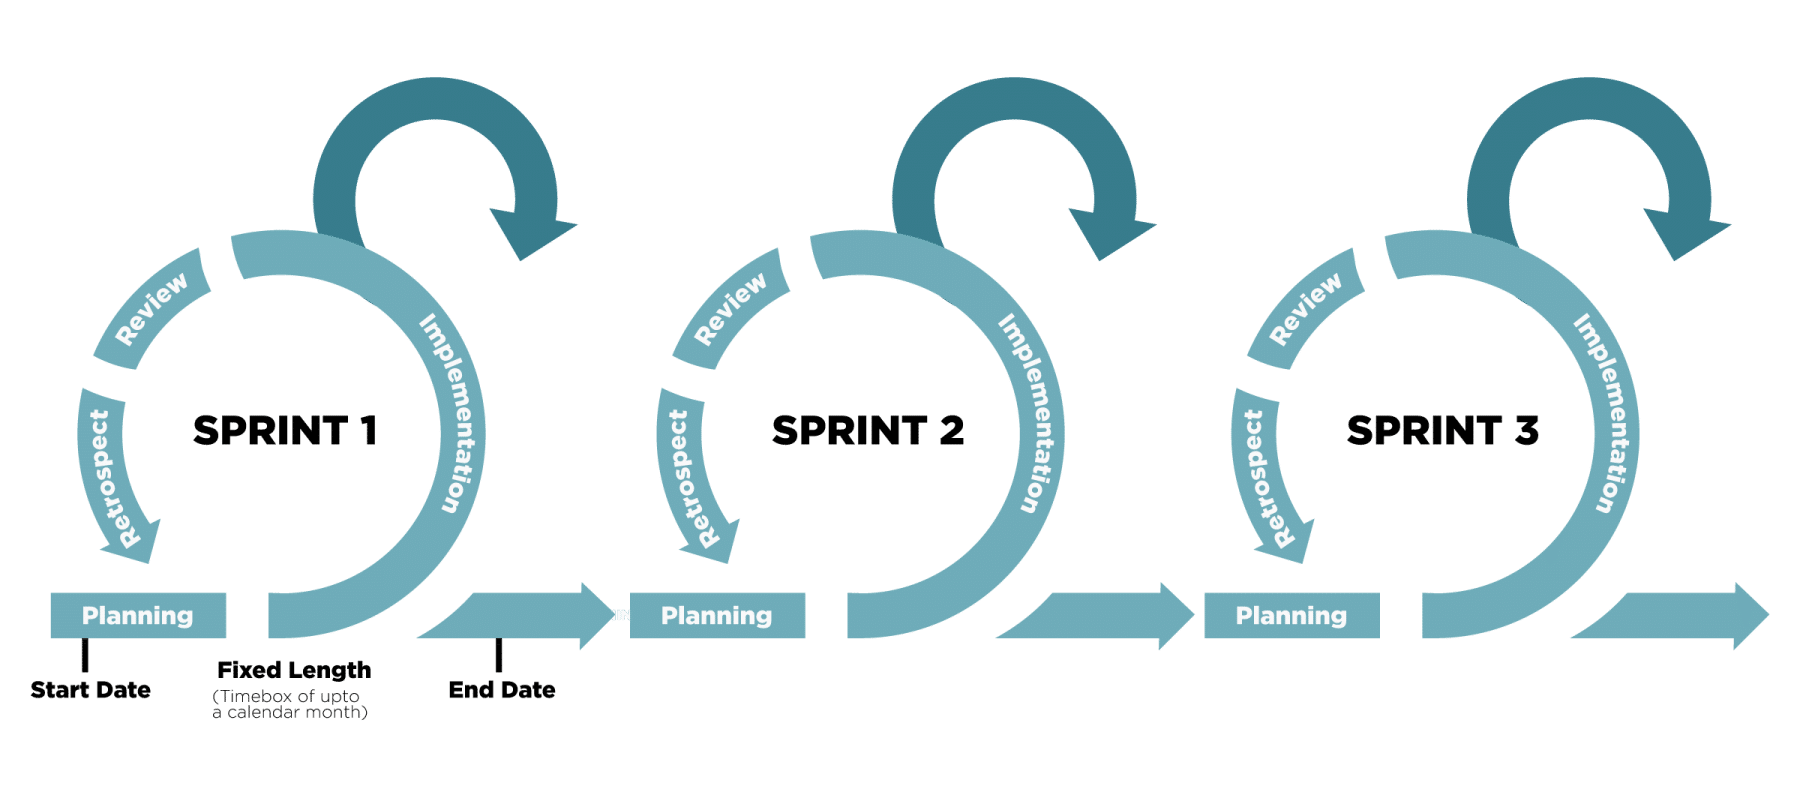 Review
Implementation
SPRINT 1
Retrospect
Planning
Start Date
Fixed Length
(Timebox of upto
a calendar month)
End Date
Review
Implementation
SPRINT 2
Retrospect
Planning
Review
Implementation
SPRINT 3
Retrospect
Planning